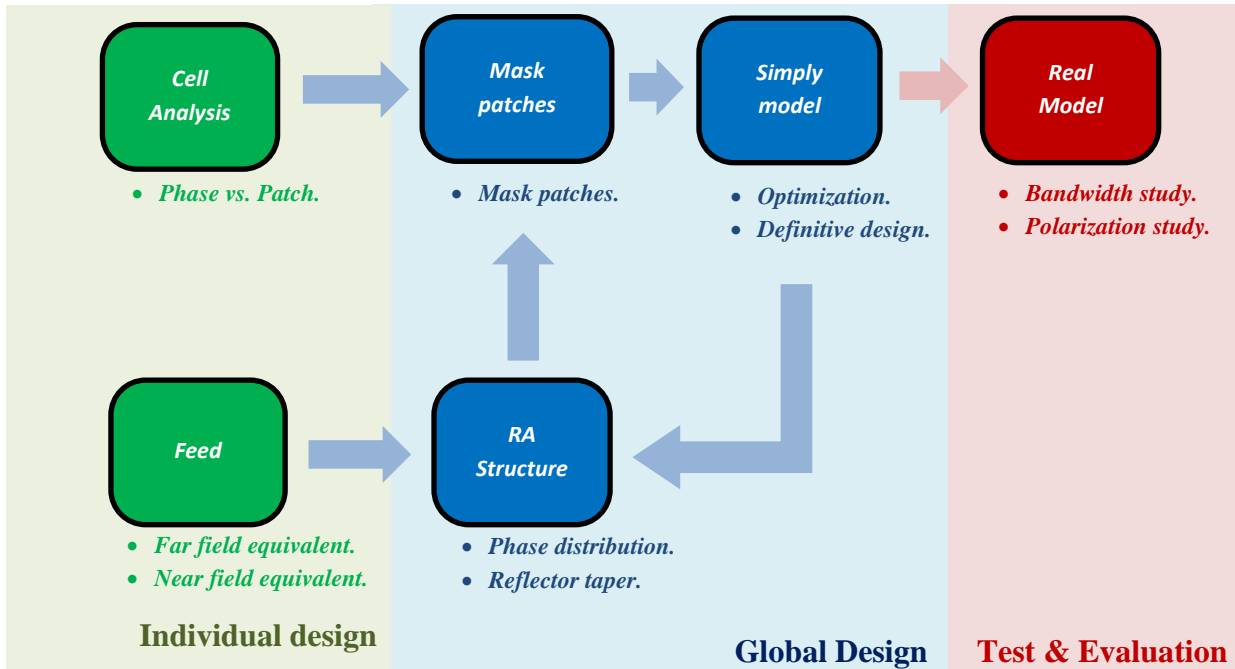 Cell
Analysis
Mask
patches
Simply
model
Real
Model
• Phase vs. Patch.
• Mask patches.
• Optimization.
• Definitive design.
• Bandwidth study.
• Polarization study.
Feed
RA
Structure
• Far field equivalent.
• Near field equivalent.
• Phase distribution.
• Reflector taper.
Individual design
Global Design
Test & Evaluation